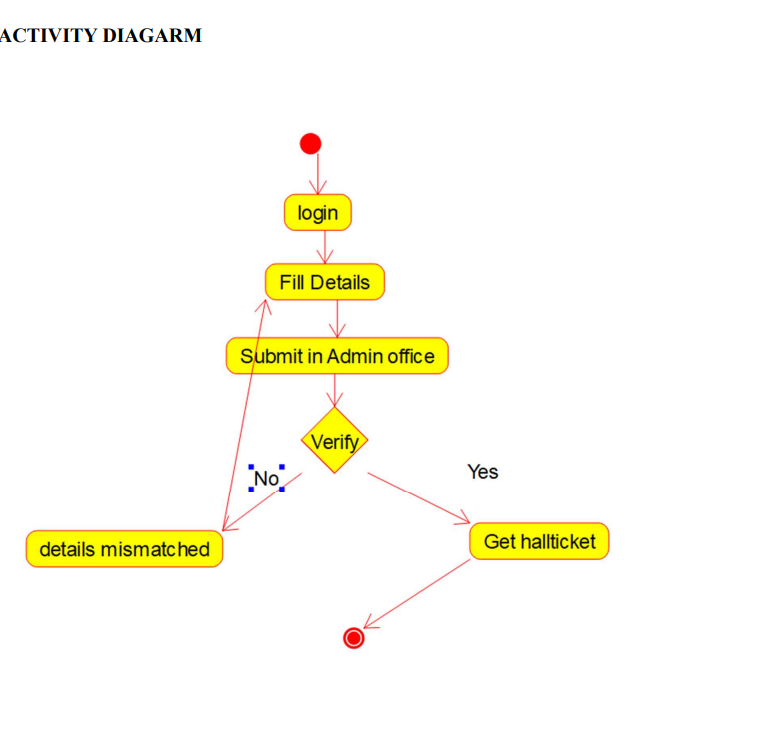 ACTIVITY DIAGARM
login
Fill Details
Submit in Admin office
Verify
No
Yes
details mismatched
Get hallticket